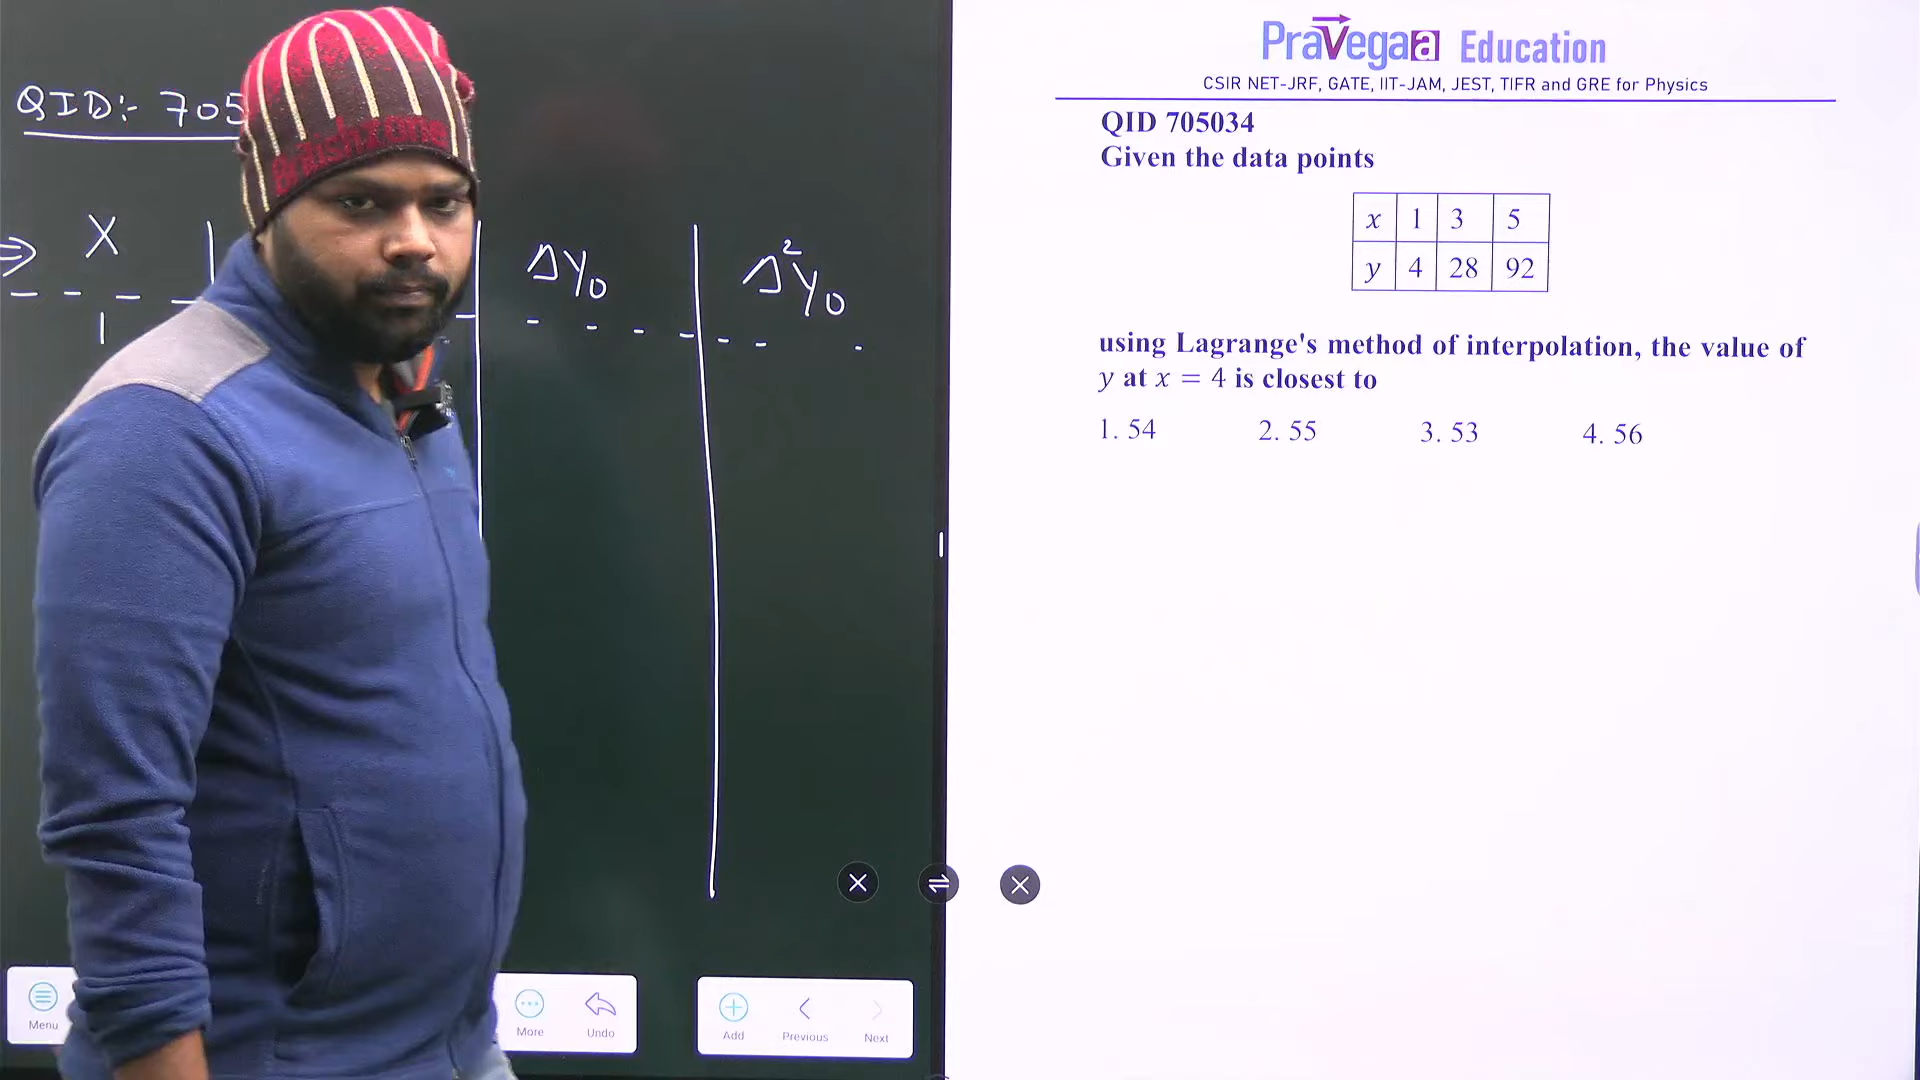 QID:- 705
⇒ X
ΔY₀
Δ²Y₀
1
Britishzone
Menu
More
Undo
Add
Previous
Next
Pravegaa Education
CSIR NET-JRF, GATE, IIT-JAM, JEST, TIFR and GRE for Physics
QID 705034
Given the data points
x 1 3 5
y 4 28 92
using Lagrange's method of interpolation, the value of
y at x = 4 is closest to
1. 54 2. 55 3. 53 4. 56